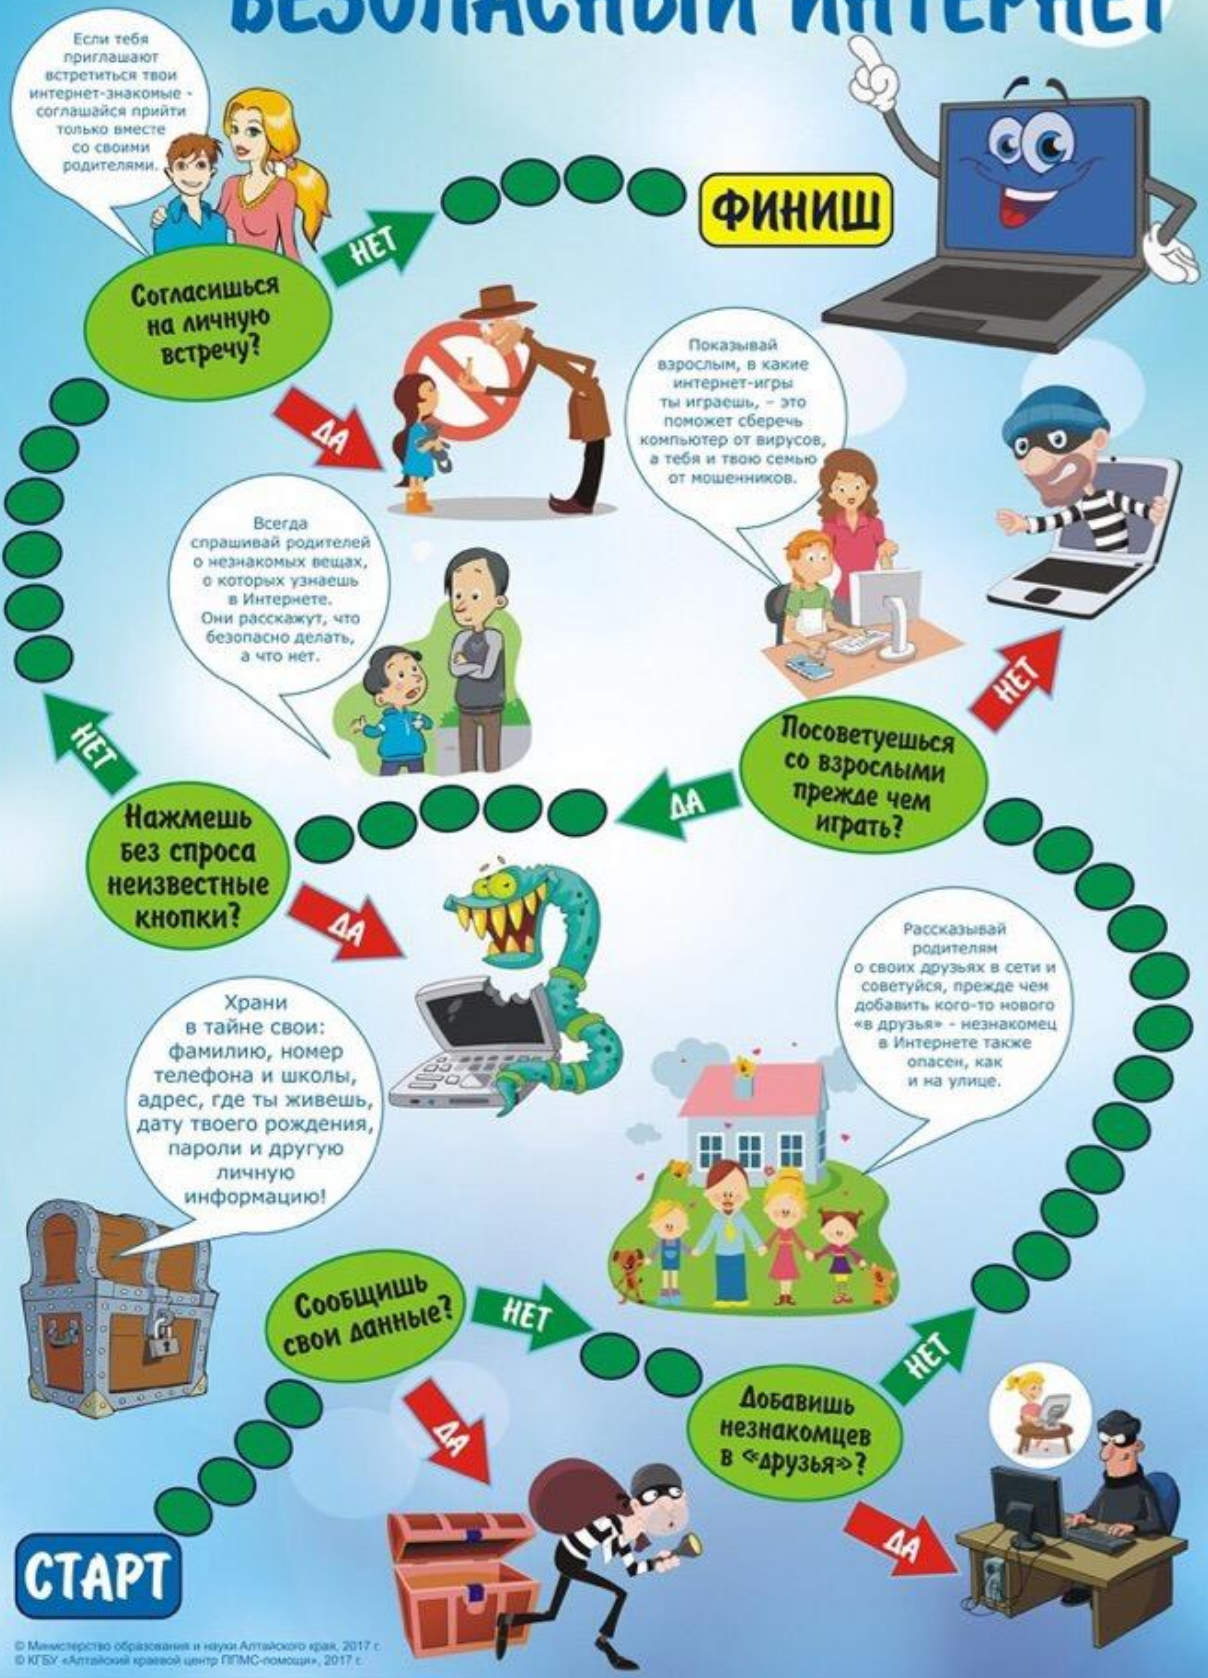 БЕЗОПАСНЫЙ ИНТЕРНЕТ
Если тебя
приглашают
встретиться твои
интернет-знакомые -
соглашайся прийти
только вместе
со своими
родителями.
ФИНИШ
НЕТ
Согласишься
на личную
встречу?
ДА
Показывай
взрослым, в какие
интернет-игры
ты играешь, – это
поможет сберечь
компьютер от вирусов,
а тебя и твою семью
от мошенников.
Всегда
спрашивай родителей
о незнакомых вещах,
о которых узнаешь
в Интернете.
Они расскажут, что
безопасно делать,
а что нет.
НЕТ
Посоветуешься
со взрослыми
прежде чем
играть?
ДА
НЕТ
Нажмешь
без спроса
неизвестные
кнопки?
ДА
Рассказывай
родителям
о своих друзьях в сети и
советуйся, прежде чем
добавить кого-то нового
«в друзья» - незнакомец
в Интернете также
опасен, как
и на улице.
Храни
в тайне свои:
фамилию, номер
телефона и школы,
адрес, где ты живешь,
дату твоего рождения,
пароли и другую
личную
информацию!
Сообщишь
свои данные?
НЕТ
ДА
НЕТ
Добавишь
незнакомцев
в «друзья»?
ДА
СТАРТ
© Министерство образования и науки Алтайского края, 2017 г.
© КГБУ «Алтайский краевой центр ППМС-помощи», 2017 г.